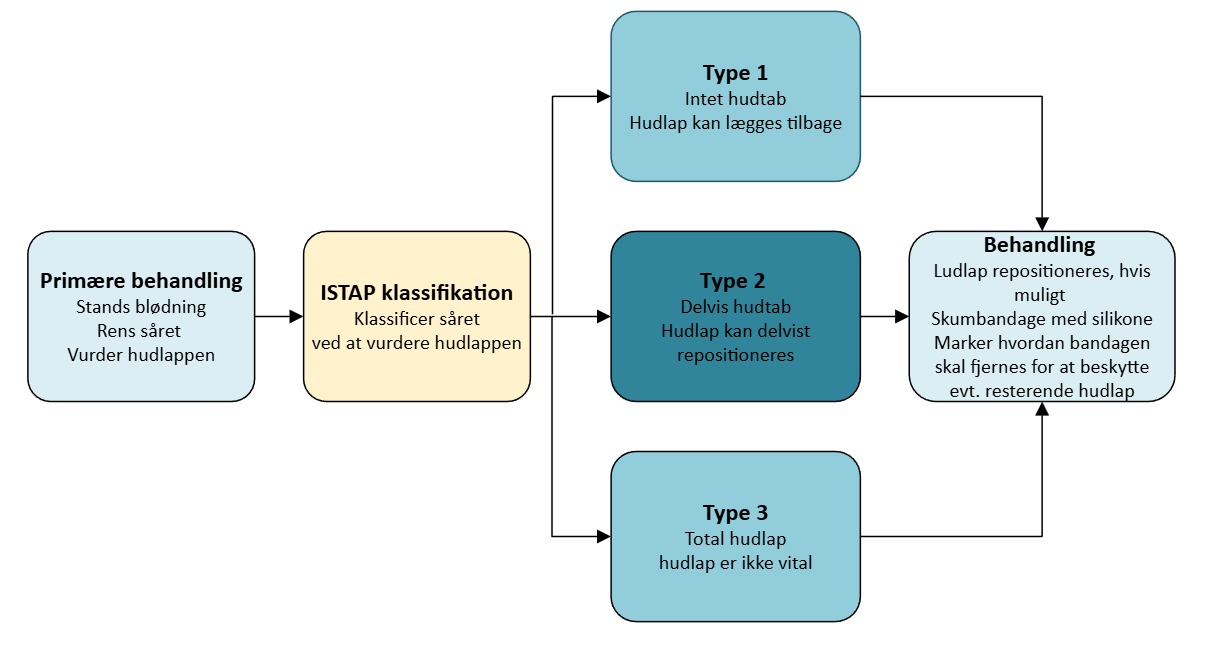 Primære behandling
Stands blødning
Rens såret
Vurder hudlappen
ISTAP klassifikation
Klassificer såret
ved at vurdere hudlappen
Type 1
Intet hudtab
Hudlap kan lægges tilbage
Type 2
Delvis hudtab
Hudlap kan delvist
repositioneres
Type 3
Total hudlap
hudlap er ikke vital
Behandling
Ludlap repositioneres, hvis
muligt
Skumbandage med silikone
Marker hvordan bandagen
skal fjernes for at beskytte
evt. resterende hudlap